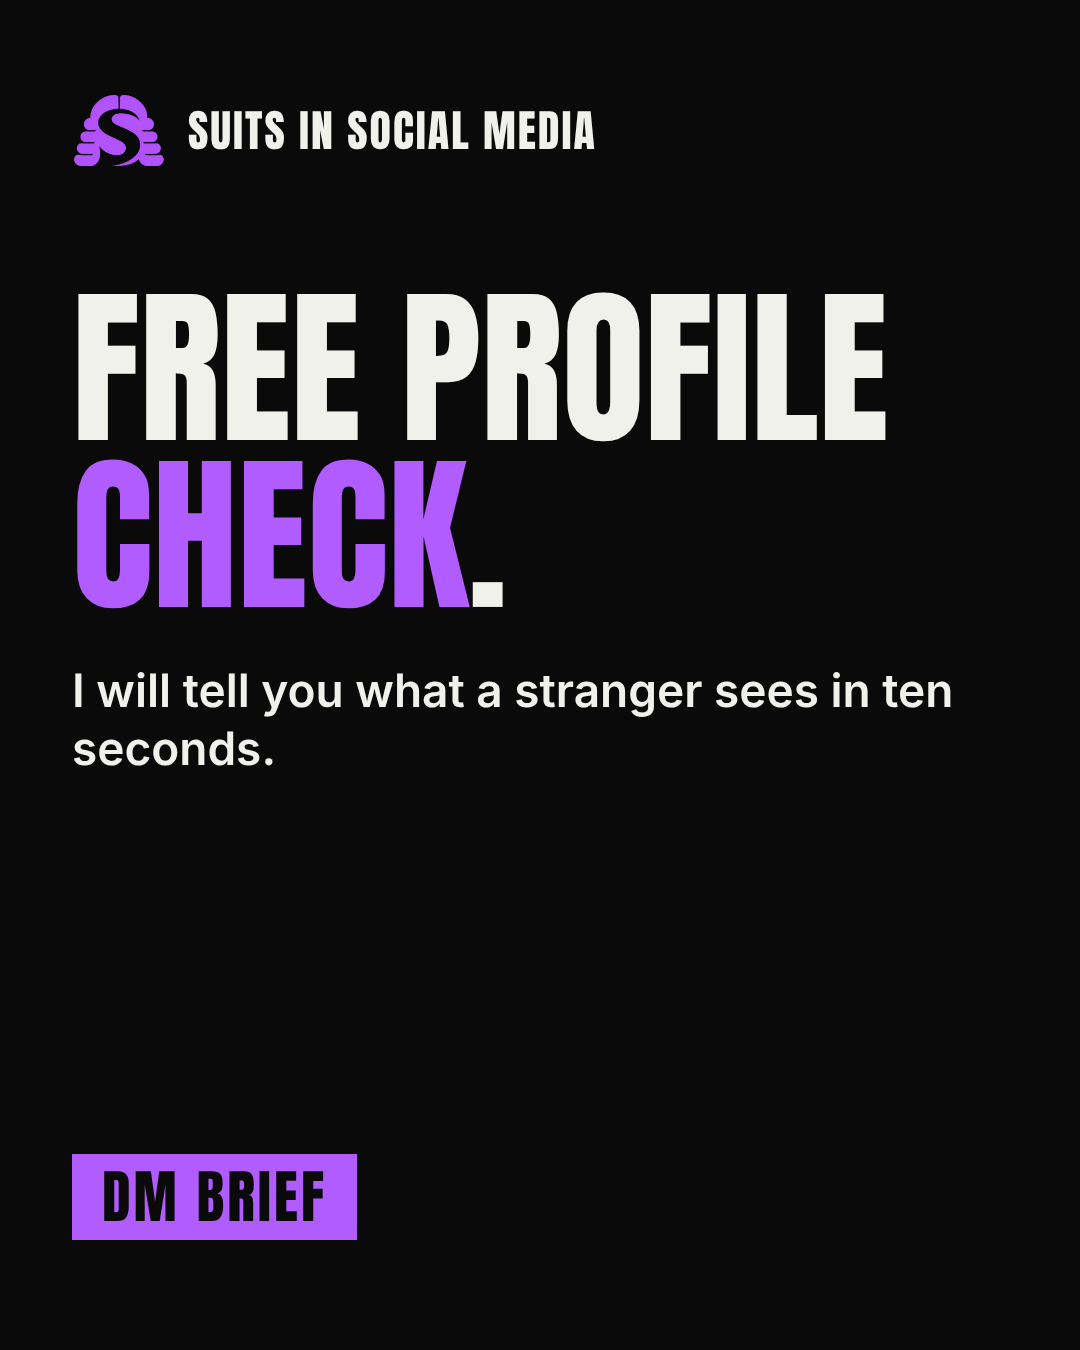 SUITS IN SOCIAL MEDIA
FREE PROFILE
CHECK.
I will tell you what a stranger sees in ten
seconds.
DM BRIEF